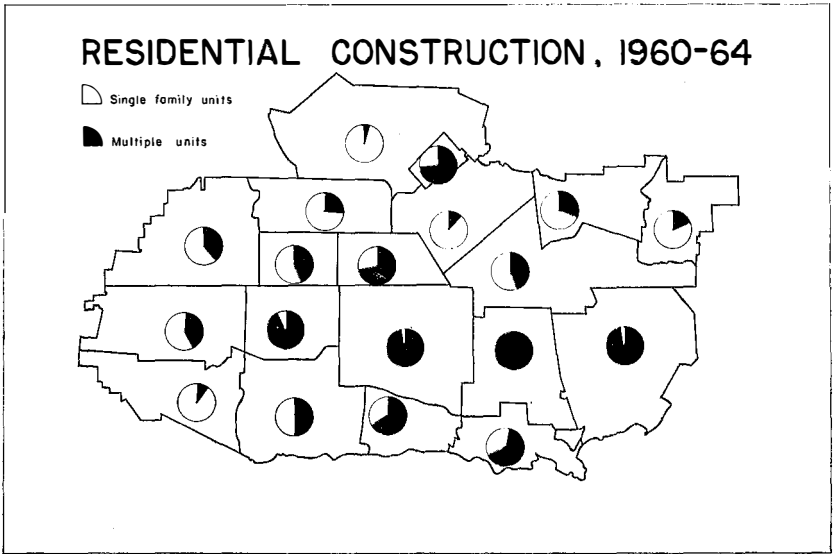 RESIDENTIAL CONSTRUCTION, 1960-64
Single family units
Multiple units